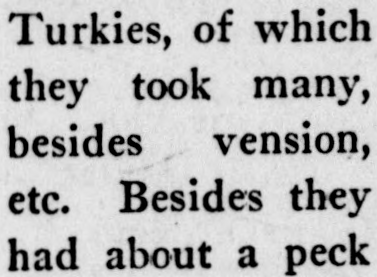 Turkies, of which
they took many,
besides vension,
etc. Besides they
had about a peck